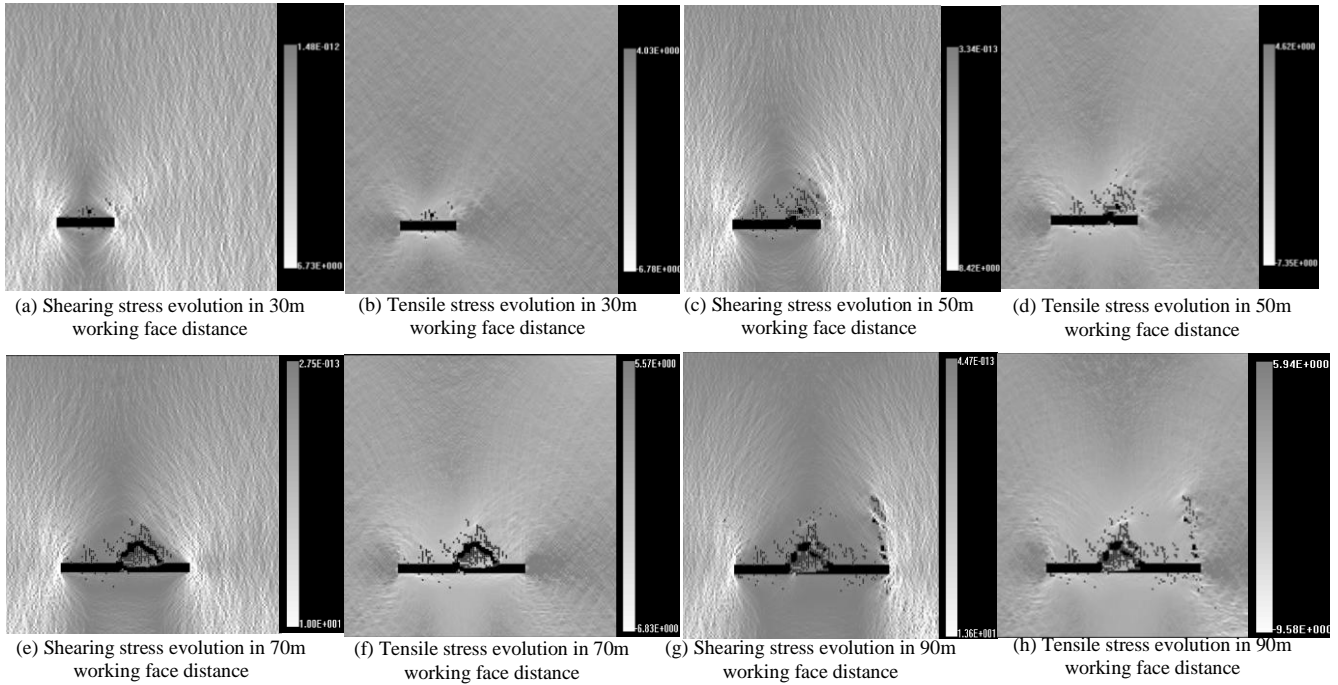 1.48E-012
6.73E+000
4.03E+000
-6.78E+000
3.34E-013
8.42E+000
4.62E+000
-7.35E+000
(a) Shearing stress evolution in 30m
working face distance
(b) Tensile stress evolution in 30m
working face distance
(c) Shearing stress evolution in 50m
working face distance
(d) Tensile stress evolution in 50m
working face distance
2.75E-013
1.00E+001
5.57E+000
-6.83E+000
4.47E-013
1.36E+001
5.94E+000
-9.58E+000
(e) Shearing stress evolution in 70m
working face distance
(f) Tensile stress evolution in 70m
working face distance
(g) Shearing stress evolution in 90m
working face distance
(h) Tensile stress evolution in 90m
working face distance